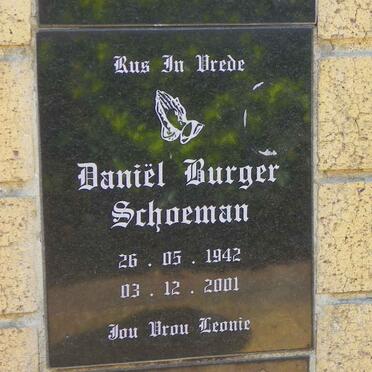 Rus In Vrede
Daniël Burger
Schoeman
26 . 05 . 1942
03 . 12 . 2001
Jou Vrou Leonie